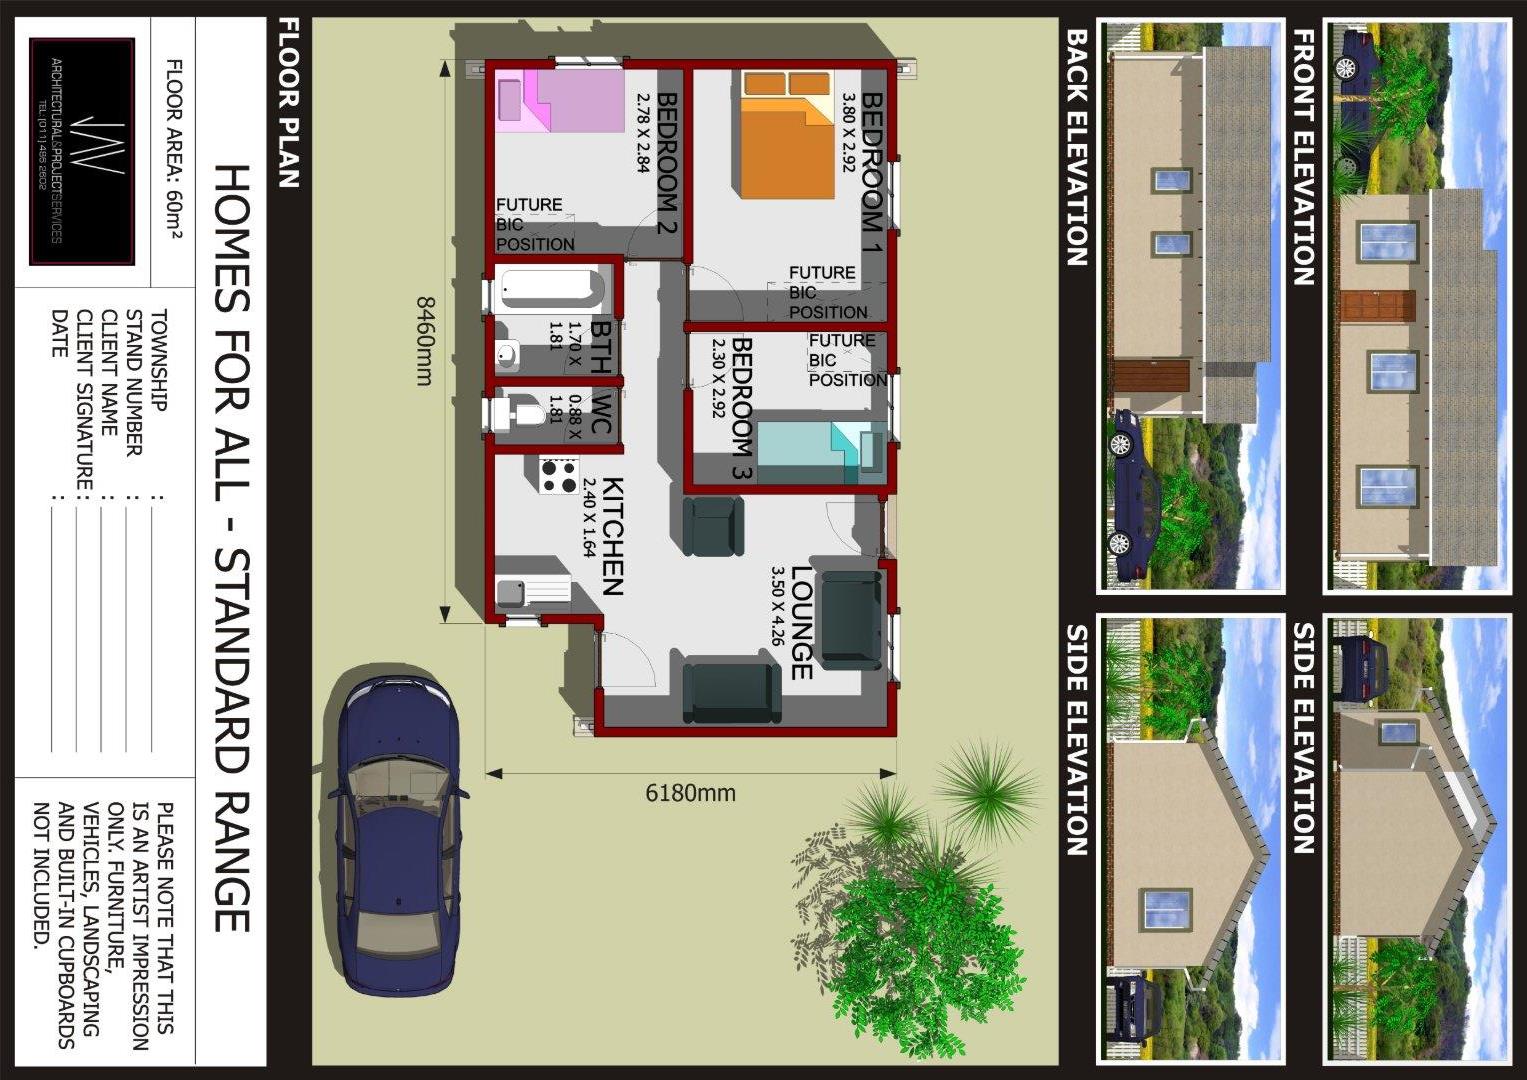 FRONT ELEVATION
SIDE ELEVATION
BACK ELEVATION
SIDE ELEVATION
BEDROOM 1
3.80 X 2.92
FUTURE
BIC
POSITION
FUTURE
BIC
POSITION
BEDROOM 3
2.30 X 2.92
LOUNGE
3.50 X 4.26
BEDROOM 2
2.78 X 2.84
FUTURE
BIC
POSITION
BTH
1.70 X
1.81
WC
0.88 X
1.81
KITCHEN
2.40 X 1.64
6180mm
8460mm
FLOOR PLAN
HOMES FOR ALL - STANDARD RANGE
FLOOR AREA: 60m²
JAW
ARCHITECTURAL&PROJECTSERVICES
TEL: [011] 486 2602
TOWNSHIP :
STAND NUMBER :
CLIENT NAME :
CLIENT SIGNATURE :
DATE :
PLEASE NOTE THAT THIS
IS AN ARTIST IMPRESSION
ONLY. FURNITURE,
VEHICLES, LANDSCAPING
AND BUILT-IN CUPBOARDS
NOT INCLUDED.